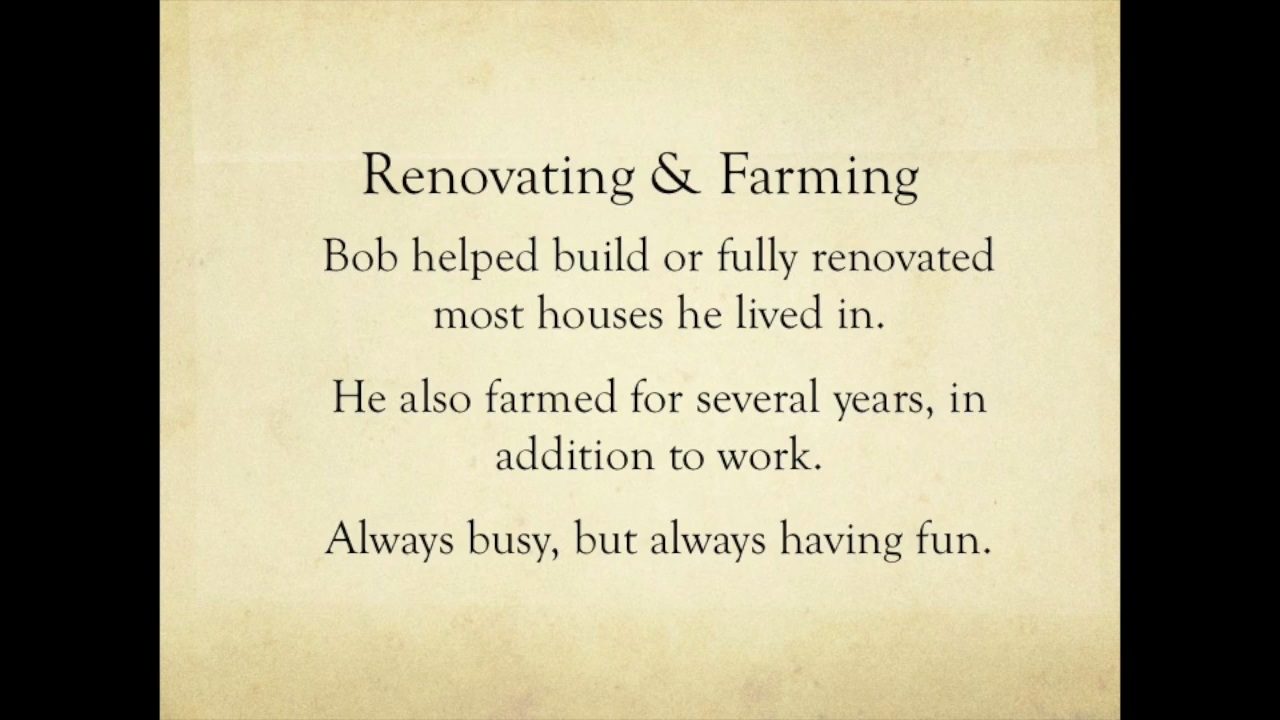 Renovating & Farming
Bob helped build or fully renovated
most houses he lived in.
He also farmed for several years, in
addition to work.
Always busy, but always having fun.